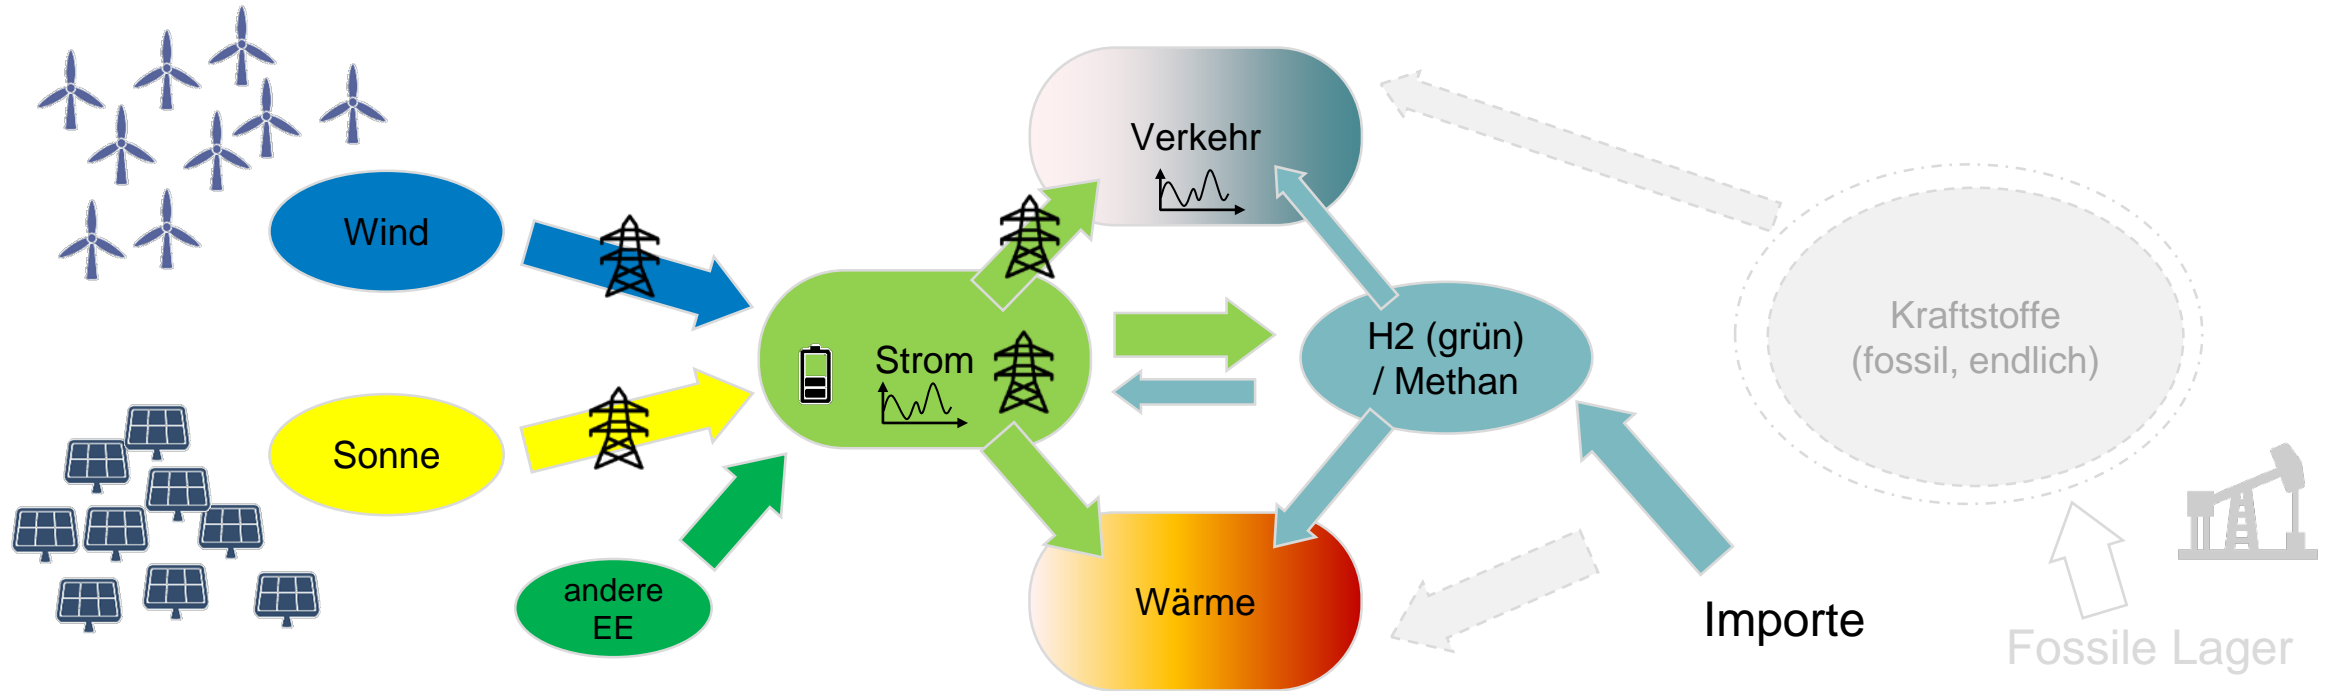 Verkehr
Wind
H2 (grün)
/ Methan
Strom
Kraftstoffe
(fossil, endlich)
Sonne
andere
EE
Wärme
Importe
Fossile Lager